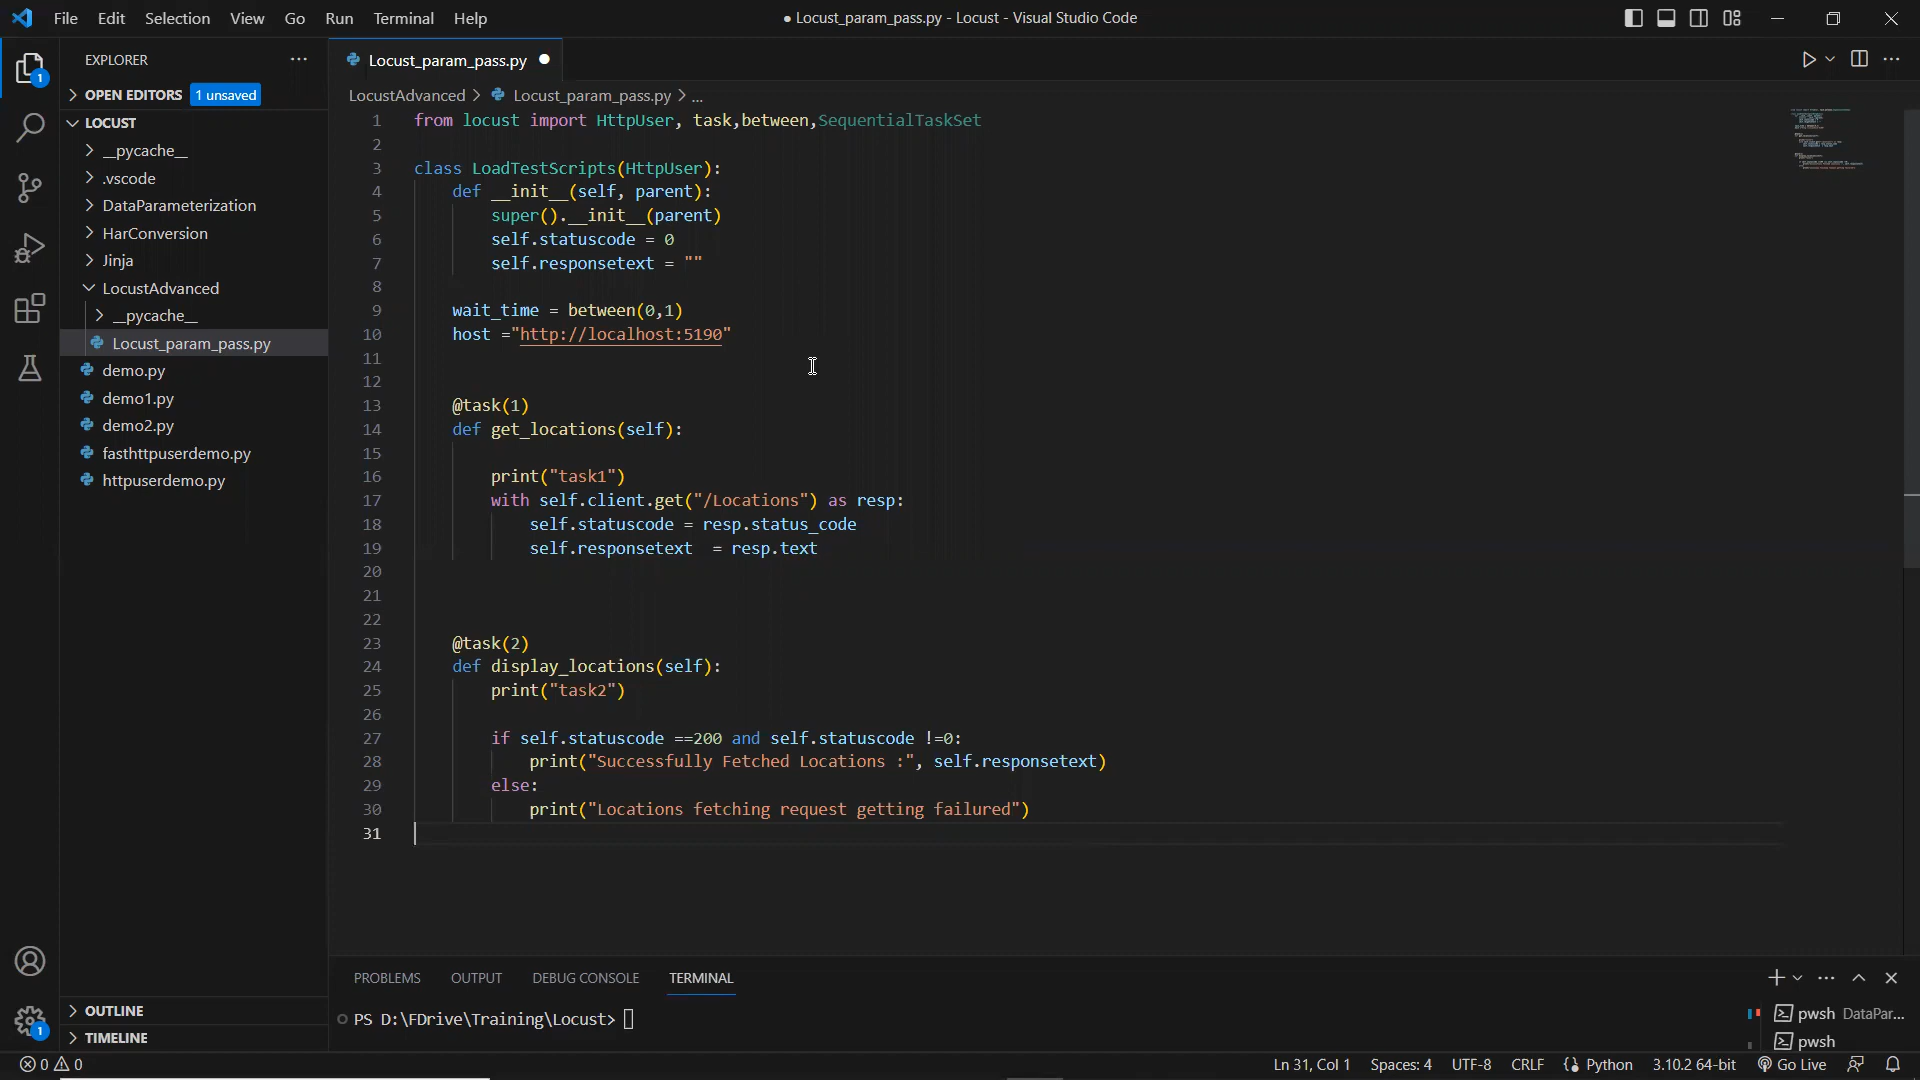 File Edit Selection View Go Run Terminal Help
● Locust_param_pass.py - Locust - Visual Studio Code
EXPLORER
OPEN EDITORS 1 unsaved
LOCUST
__pycache__
.vscode
DataParameterization
HarConversion
Jinja
LocustAdvanced
__pycache__
Locust_param_pass.py
demo.py
demo1.py
demo2.py
fasthttpuserdemo.py
httpuserdemo.py
OUTLINE
TIMELINE
1
1
Locust_param_pass.py
LocustAdvanced > Locust_param_pass.py > ...
1 from locust import HttpUser, task,between,SequentialTaskSet
2
3 class LoadTestScripts(HttpUser):
4     def __init__(self, parent):
5         super().__init__(parent)
6         self.statuscode = 0
7         self.responsetext = ""
8
9     wait_time = between(0,1)
10     host ="http://localhost:5190"
11
12
13     @task(1)
14     def get_locations(self):
15
16         print("task1")
17         with self.client.get("/Locations") as resp:
18             self.statuscode = resp.status_code
19             self.responsetext  = resp.text
20
21
22
23     @task(2)
24     def display_locations(self):
25         print("task2")
26
27         if self.statuscode ==200 and self.statuscode !=0:
28             print("Successfully Fetched Locations :", self.responsetext)
29         else:
30             print("Locations fetching request getting failured")
31
PROBLEMS OUTPUT DEBUG CONSOLE TERMINAL
PS D:\FDrive\Training\Locust>
pwsh DataPar...
pwsh
0 0
Ln 31, Col 1 Spaces: 4 UTF-8 CRLF Python 3.10.2 64-bit Go Live